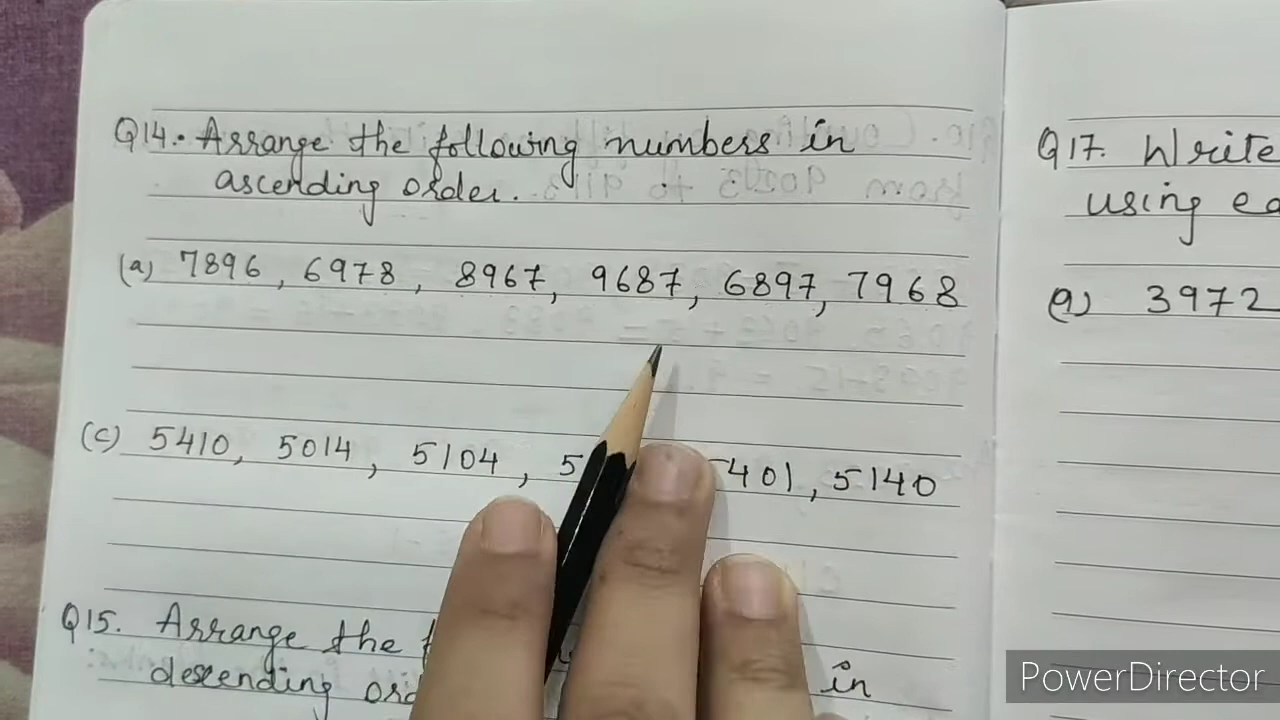 Q14. Arrange the following numbers in
ascending order.
(a) 7896, 6978, 8967, 9687, 6897, 7968
(c) 5410, 5014, 5104, 5 401, 5140
Q15. Arrange the in
descending
Q17. Write
using
(a) 3972
PowerDirector